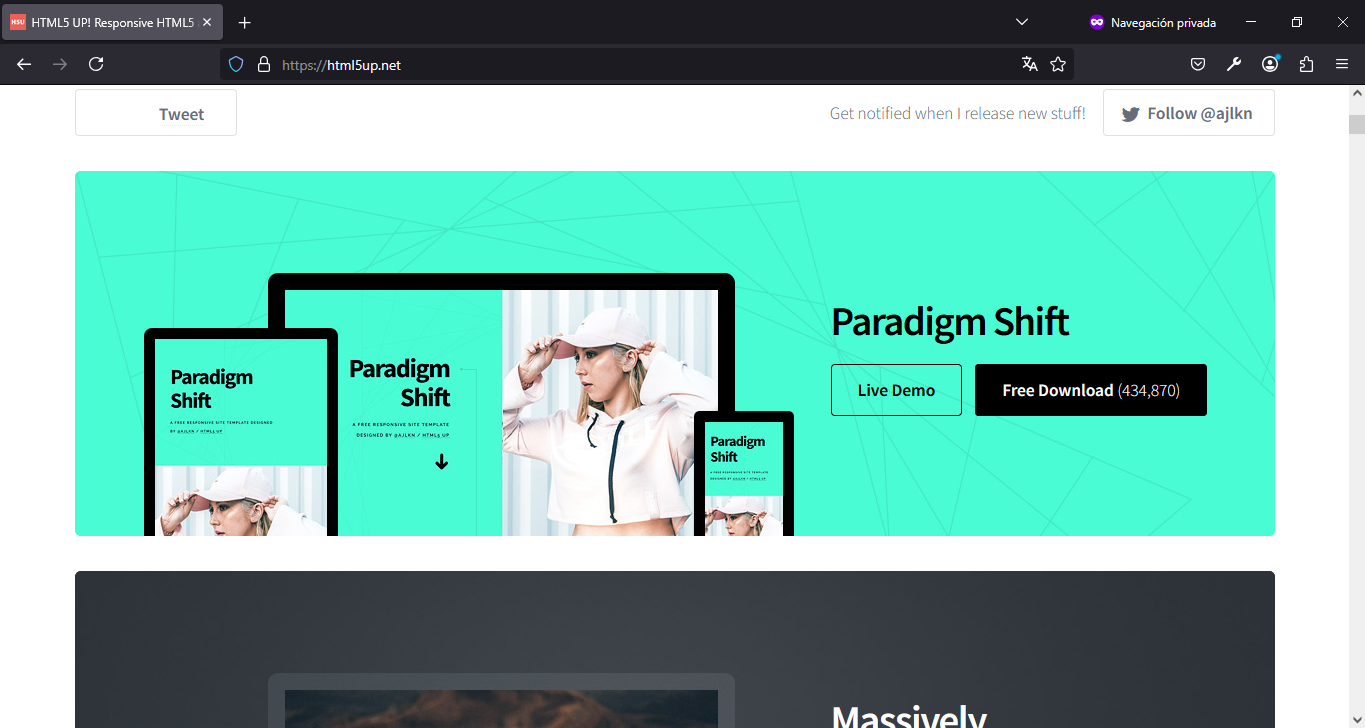 HSU
HTML5 UP! Responsive HTML5
Navegación privada
https://html5up.net
Tweet
Get notified when I release new stuff!
Follow @ajlkn
Paradigm Shift
Live Demo
Free Download (434,870)
Paradigm
Shift
A FREE RESPONSIVE SITE TEMPLATE
DESIGNED BY @AJLKN / HTML5 UP
Paradigm
Shift
A FREE RESPONSIVE SITE TEMPLATE DESIGNED
BY @AJLKN / HTML5 UP
Paradigm
Shift
A FREE RESPONSIVE SITE TEMPLATE
DESIGNED BY @AJLKN / HTML5 UP
Massively